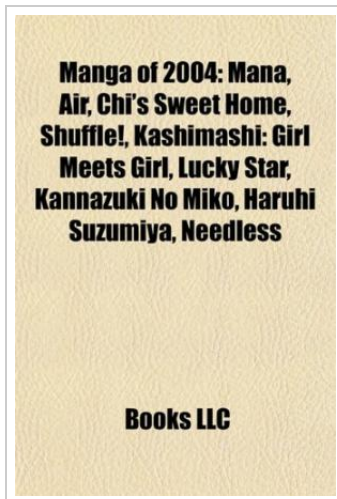 Manga of 2004: Mana,
Air, Chi's Sweet Home,
Shuffle!, Kashimashi: Girl
Meets Girl, Lucky Star,
Kannazuki No Miko, Haruhi
Suzumiya, Needless
Books LLC